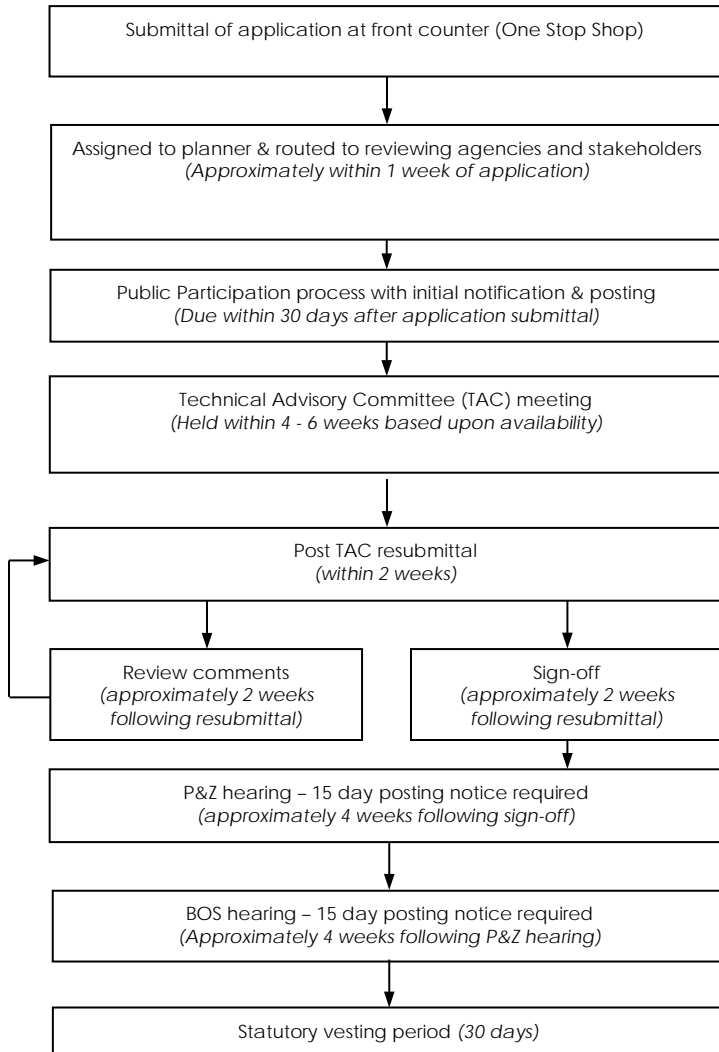 Submittal of application at front counter (One Stop Shop)
Assigned to planner & routed to reviewing agencies and stakeholders
(Approximately within 1 week of application)
Public Participation process with initial notification & posting
(Due within 30 days after application submittal)
Technical Advisory Committee (TAC) meeting
(Held within 4 - 6 weeks based upon availability)
Post TAC resubmittal
(within 2 weeks)
Review comments
(approximately 2 weeks
following resubmittal)
Sign-off
(approximately 2 weeks
following resubmittal)
P&Z hearing – 15 day posting notice required
(approximately 4 weeks following sign-off)
BOS hearing – 15 day posting notice required
(Approximately 4 weeks following P&Z hearing)
Statutory vesting period (30 days)